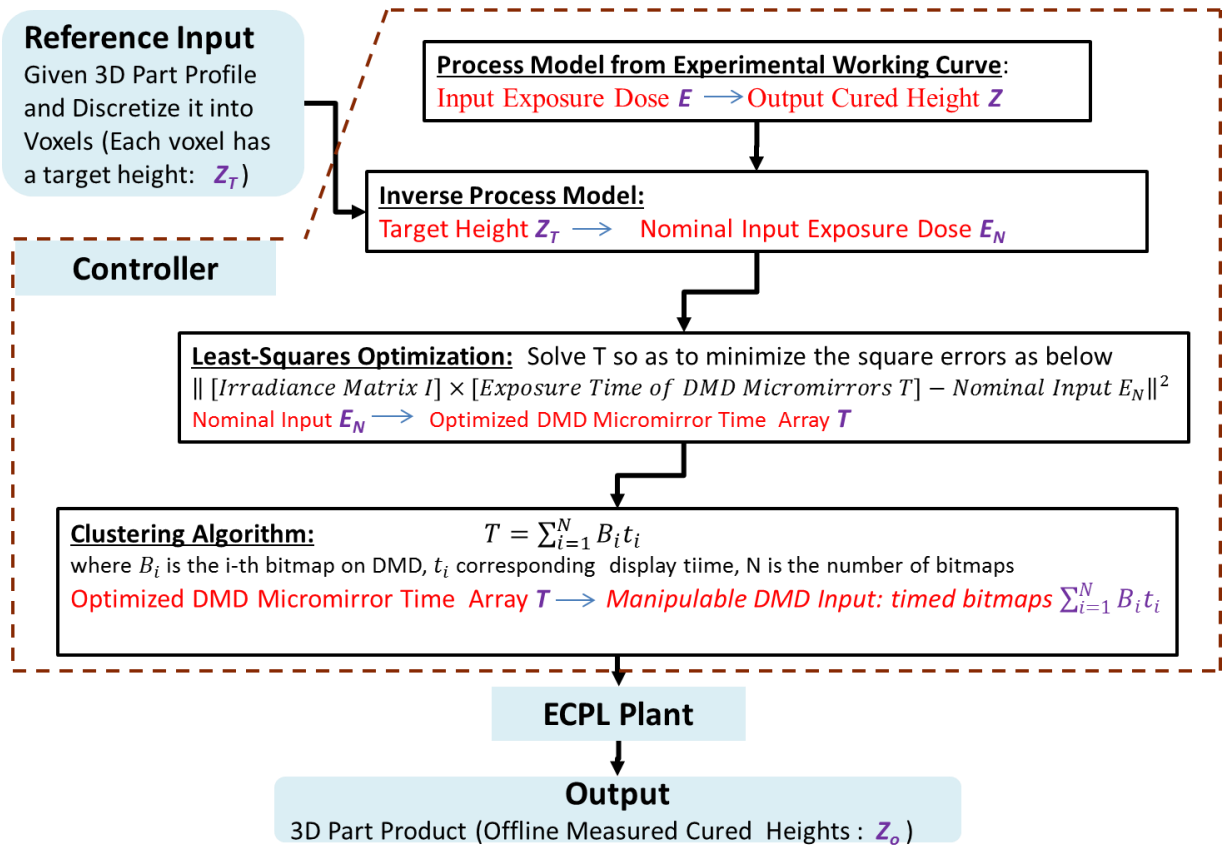 Reference Input
Given 3D Part Profile
and Discretize it into
Voxels (Each voxel has
a target height: Z_T)
Process Model from Experimental Working Curve:
Input Exposure Dose E → Output Cured Height Z
Inverse Process Model:
Target Height Z_T → Nominal Input Exposure Dose E_N
Controller
Least-Squares Optimization: Solve T so as to minimize the square errors as below
‖ [Irradiance Matrix I] × [Exposure Time of DMD Micromirrors T] − Nominal Input E_N‖²
Nominal Input E_N → Optimized DMD Micromirror Time Array T
Clustering Algorithm: T = ∑_{i=1}^{N} B_i t_i
where B_i is the i-th bitmap on DMD, t_i corresponding display tiime, N is the number of bitmaps
Optimized DMD Micromirror Time Array T → Manipulable DMD Input: timed bitmaps ∑_{i=1}^{N} B_i t_i
ECPL Plant
Output
3D Part Product (Offline Measured Cured Heights : Z_o)